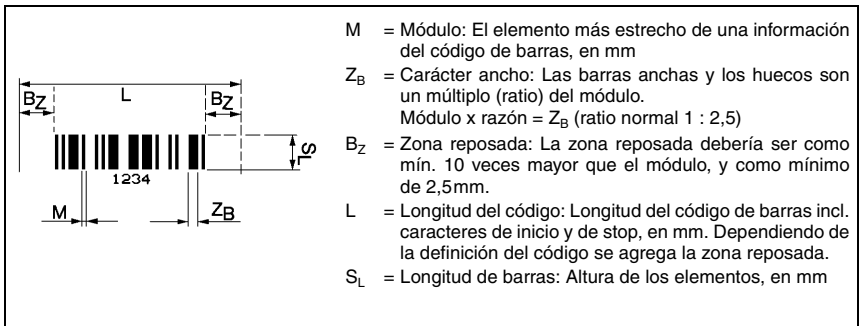 L
BZ
BZ
SL
1234
M
ZB
M = Módulo: El elemento más estrecho de una información
del código de barras, en mm
ZB = Carácter ancho: Las barras anchas y los huecos son
un múltiplo (ratio) del módulo.
Módulo x razón = ZB (ratio normal 1 : 2,5)
BZ = Zona reposada: La zona reposada debería ser como
mín. 10 veces mayor que el módulo, y como mínimo
de 2,5mm.
L = Longitud del código: Longitud del código de barras incl.
caracteres de inicio y de stop, en mm. Dependiendo de
la definición del código se agrega la zona reposada.
SL = Longitud de barras: Altura de los elementos, en mm